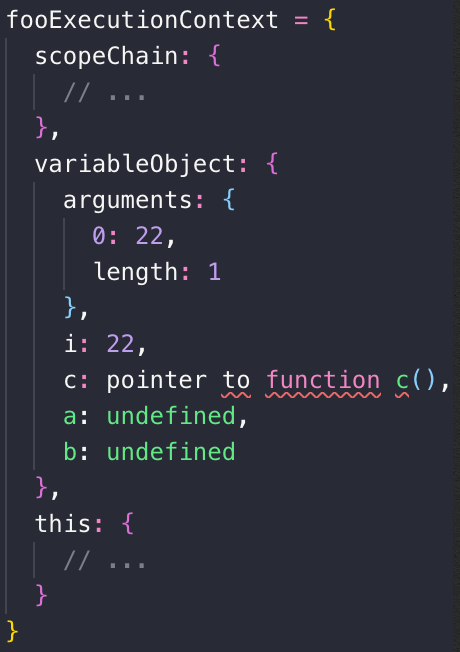 fooExecutionContext = {
  scopeChain: {
    // ...
  },
  variableObject: {
    arguments: {
      0: 22,
      length: 1
    },
    i: 22,
    c: pointer to function c(),
    a: undefined,
    b: undefined
  },
  this: {
    // ...
  }
}